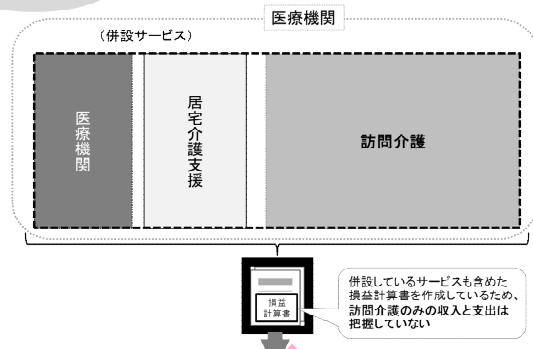 医療機関
（併設サービス）
医療機関
居宅介護支援
訪問介護
損益
計算書
併設しているサービスも含めた
損益計算書を作成しているため、
訪問介護のみの収入と支出は
把握していない